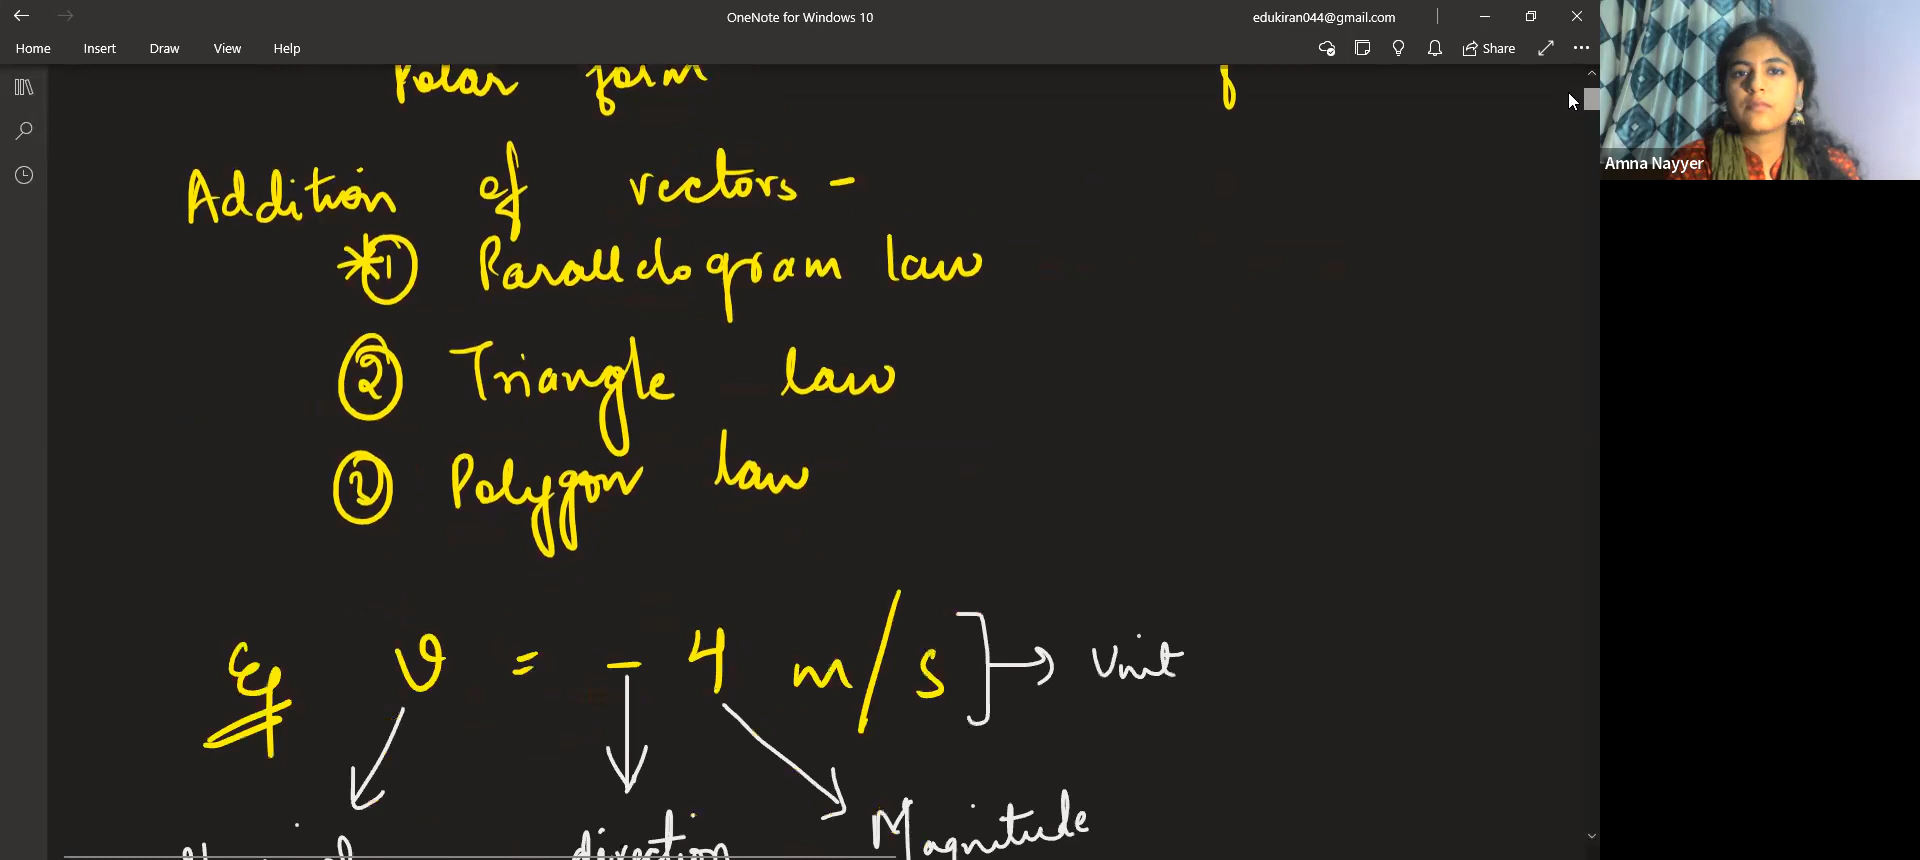 OneNote for Windows 10
edukiran044@gmail.com
Home Insert Draw View Help
Share
Amna Nayyer
Polar form
Addition of vectors -
*① Parallelogram law
② Triangle law
Polygon law
Eg v = - 4 m/s → Unit
direction Magnitude